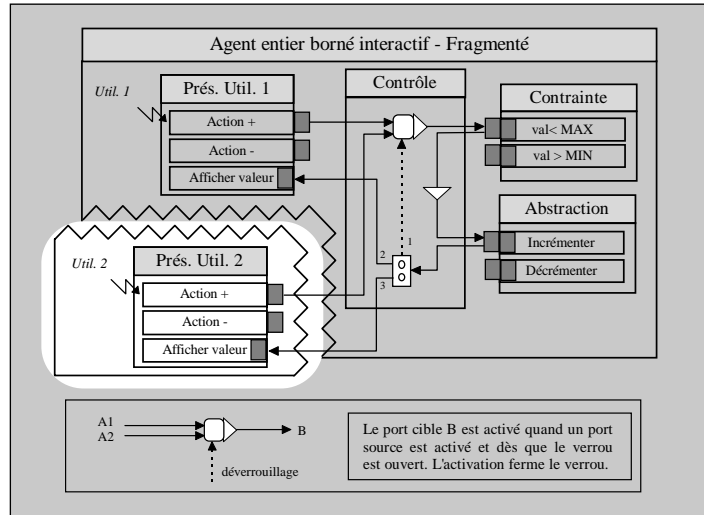 Agent entier borné interactif - Fragmenté
Util. 1
Prés. Util. 1
Action +
Action -
Afficher valeur
Contrôle
Contrainte
val< MAX
val > MIN
Abstraction
Incrémenter
Décrémenter
1
2
3
Util. 2
Prés. Util. 2
Action +
Action -
Afficher valeur
A1
A2
B
déverrouillage
Le port cible B est activé quand un port
source est activé et dès que le verrou
est ouvert. L'activation ferme le verrou.